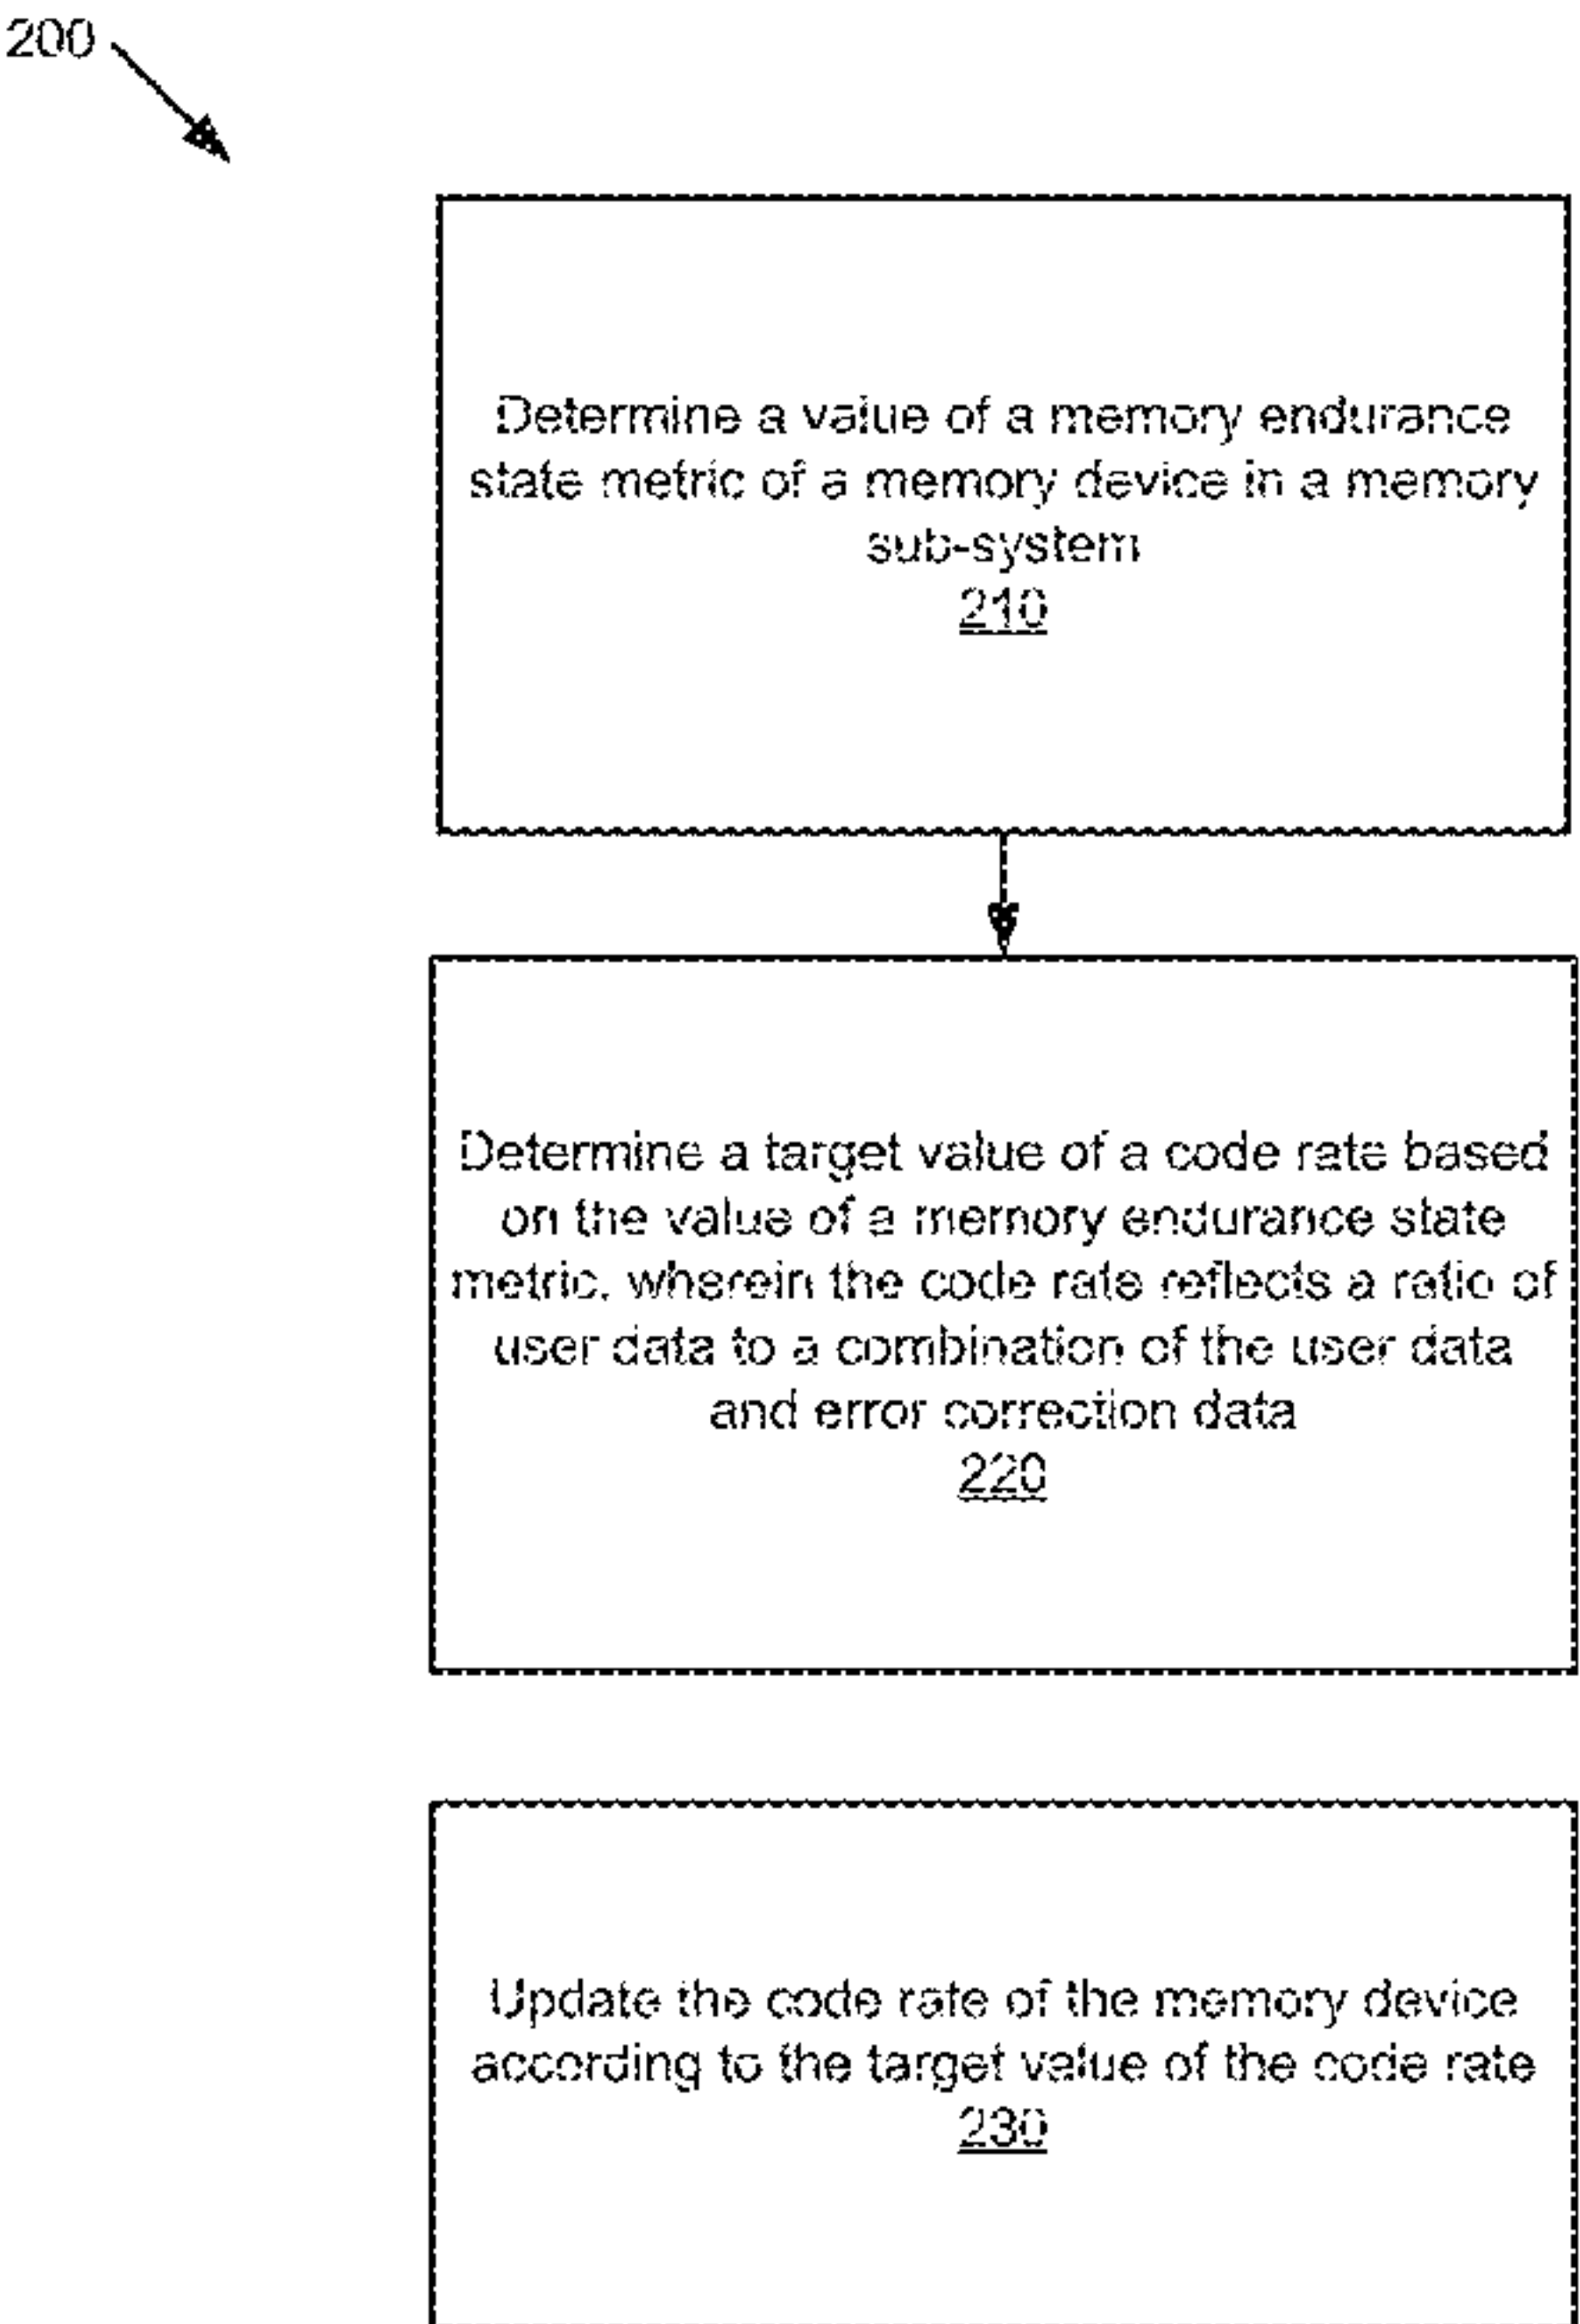 200
Determine a value of a memory endurance
state metric of a memory device in a memory
sub-system
210
Determine a target value of a code rate based
on the value of a memory endurance state
metric, wherein the code rate reflects a ratio of
user data to a combination of the user data
and error correction data
220
Update the code rate of the memory device
according to the target value of the code rate
230